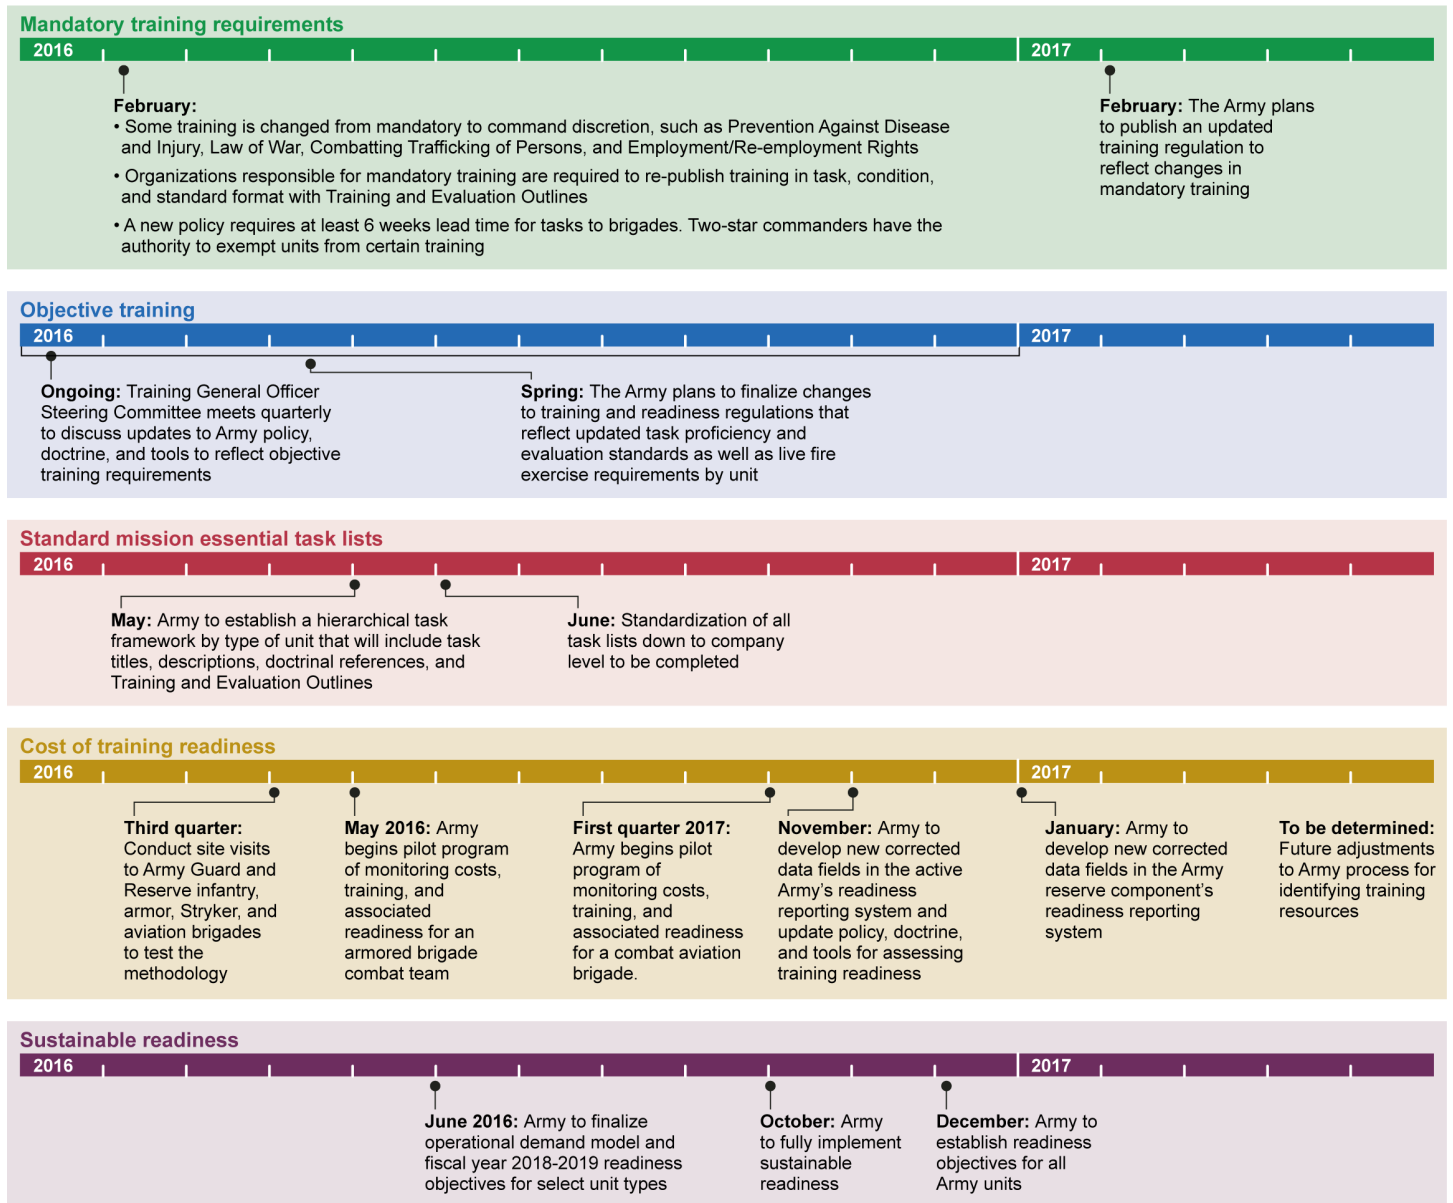 Mandatory training requirements
2016 2017
February:
• Some training is changed from mandatory to command discretion, such as Prevention Against Disease
and Injury, Law of War, Combatting Trafficking of Persons, and Employment/Re-employment Rights
• Organizations responsible for mandatory training are required to re-publish training in task, condition,
and standard format with Training and Evaluation Outlines
• A new policy requires at least 6 weeks lead time for tasks to brigades. Two-star commanders have the
authority to exempt units from certain training
February: The Army plans
to publish an updated
training regulation to
reflect changes in
mandatory training
Objective training
2016 2017
Ongoing: Training General Officer
Steering Committee meets quarterly
to discuss updates to Army policy,
doctrine, and tools to reflect objective
training requirements
Spring: The Army plans to finalize changes
to training and readiness regulations that
reflect updated task proficiency and
evaluation standards as well as live fire
exercise requirements by unit
Standard mission essential task lists
2016 2017
May: Army to establish a hierarchical task
framework by type of unit that will include task
titles, descriptions, doctrinal references, and
Training and Evaluation Outlines
June: Standardization of all
task lists down to company
level to be completed
Cost of training readiness
2016 2017
Third quarter:
Conduct site visits
to Army Guard and
Reserve infantry,
armor, Stryker, and
aviation brigades
to test the
methodology
May 2016: Army
begins pilot program
of monitoring costs,
training, and
associated
readiness for an
armored brigade
combat team
First quarter 2017:
Army begins pilot
program of
monitoring costs,
training, and
associated readiness
for a combat aviation
brigade.
November: Army to
develop new corrected
data fields in the active
Army's readiness
reporting system and
update policy, doctrine,
and tools for assessing
training readiness
January: Army to
develop new corrected
data fields in the Army
reserve component's
readiness reporting
system
To be determined:
Future adjustments
to Army process for
identifying training
resources
Sustainable readiness
2016 2017
June 2016: Army to finalize
operational demand model and
fiscal year 2018-2019 readiness
objectives for select unit types
October: Army
to fully implement
sustainable
readiness
December: Army to
establish readiness
objectives for all
Army units